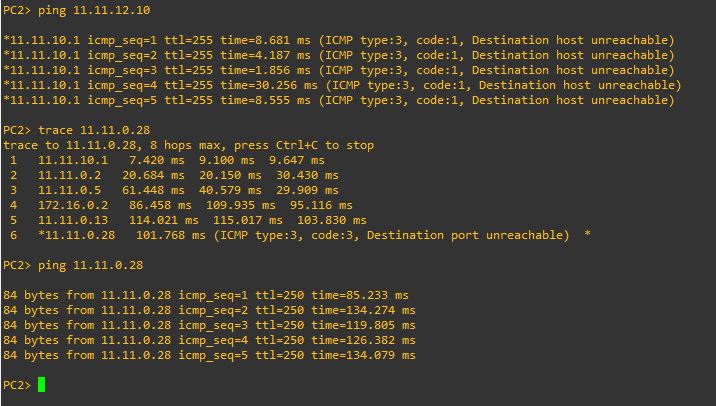 PC2> ping 11.11.12.10
*11.11.10.1 icmp_seq=1 ttl=255 time=8.681 ms (ICMP type:3, code:1, Destination host unreachable)
*11.11.10.1 icmp_seq=2 ttl=255 time=4.187 ms (ICMP type:3, code:1, Destination host unreachable)
*11.11.10.1 icmp_seq=3 ttl=255 time=1.856 ms (ICMP type:3, code:1, Destination host unreachable)
*11.11.10.1 icmp_seq=4 ttl=255 time=30.256 ms (ICMP type:3, code:1, Destination host unreachable)
*11.11.10.1 icmp_seq=5 ttl=255 time=8.555 ms (ICMP type:3, code:1, Destination host unreachable)
PC2> trace 11.11.0.28
trace to 11.11.0.28, 8 hops max, press Ctrl+C to stop
1 11.11.10.1 7.420 ms 9.100 ms 9.647 ms
2 11.11.0.2 20.684 ms 20.150 ms 30.430 ms
3 11.11.0.5 61.448 ms 40.579 ms 29.909 ms
4 172.16.0.2 86.458 ms 109.935 ms 95.116 ms
5 11.11.0.13 114.021 ms 115.017 ms 103.830 ms
6 *11.11.0.28 101.768 ms (ICMP type:3, code:3, Destination port unreachable) *
PC2> ping 11.11.0.28
84 bytes from 11.11.0.28 icmp_seq=1 ttl=250 time=85.233 ms
84 bytes from 11.11.0.28 icmp_seq=2 ttl=250 time=134.274 ms
84 bytes from 11.11.0.28 icmp_seq=3 ttl=250 time=119.805 ms
84 bytes from 11.11.0.28 icmp_seq=4 ttl=250 time=126.382 ms
84 bytes from 11.11.0.28 icmp_seq=5 ttl=250 time=134.079 ms
PC2>